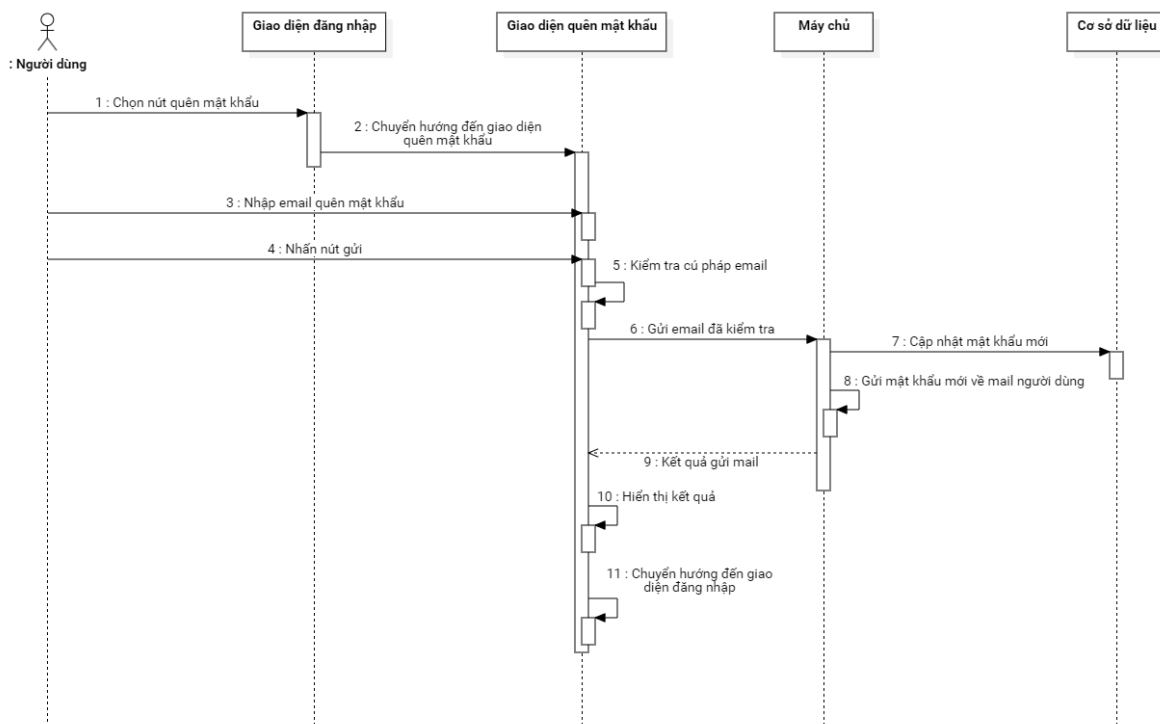 Giao diện đăng nhập
Giao diện quên mật khẩu
Máy chủ
Cơ sở dữ liệu
: Người dùng
1 : Chọn nút quên mật khẩu
2 : Chuyển hướng đến giao diện
quên mật khẩu
3 : Nhập email quên mật khẩu
4 : Nhấn nút gửi
5 : Kiểm tra cú pháp email
6 : Gửi email đã kiểm tra
7 : Cập nhật mật khẩu mới
8 : Gửi mật khẩu mới về mail người dùng
9 : Kết quả gửi mail
10 : Hiển thị kết quả
11 : Chuyển hướng đến giao
diện đăng nhập